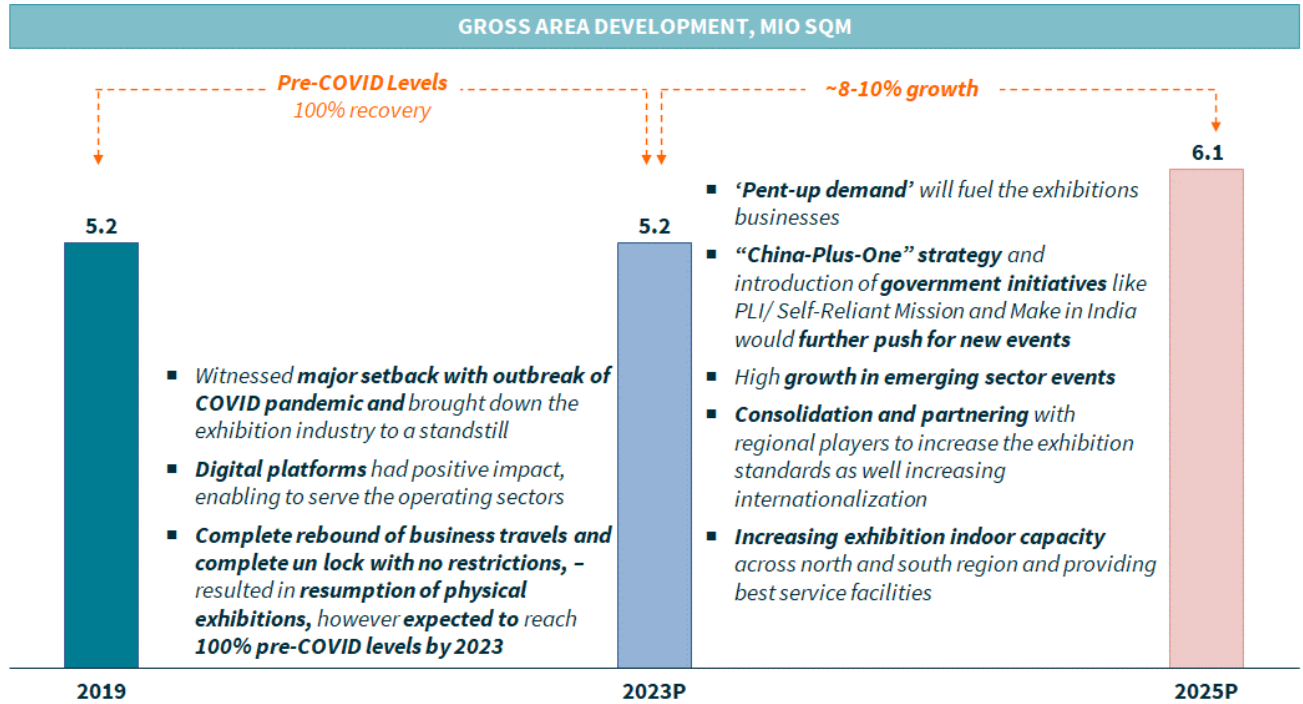 GROSS AREA DEVELOPMENT, MIO SQM
Pre-COVID Levels
100% recovery
~8-10% growth
5.2
5.2
6.1
▪ Witnessed major setback with outbreak of
COVID pandemic and brought down the
exhibition industry to a standstill
▪ Digital platforms had positive impact,
enabling to serve the operating sectors
▪ Complete rebound of business travels and
complete un lock with no restrictions, –
resulted in resumption of physical
exhibitions, however expected to reach
100% pre-COVID levels by 2023
▪ ‘Pent-up demand’ will fuel the exhibitions
businesses
▪ “China-Plus-One” strategy and
introduction of government initiatives like
PLI/ Self-Reliant Mission and Make in India
would further push for new events
▪ High growth in emerging sector events
▪ Consolidation and partnering with
regional players to increase the exhibition
standards as well increasing
internationalization
▪ Increasing exhibition indoor capacity
across north and south region and providing
best service facilities
2019
2023P
2025P